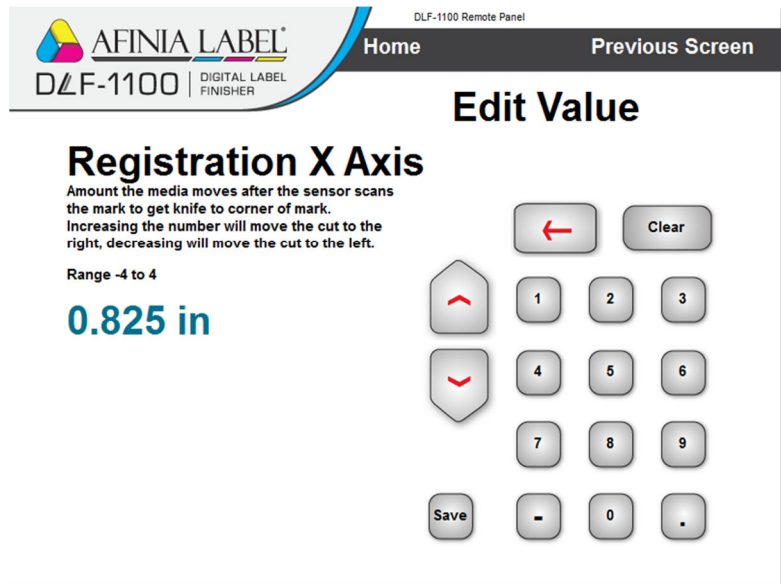 DLF-1100 Remote Panel
AFINIA LABEL
Home
Previous Screen
DLF-1100
DIGITAL LABEL
FINISHER
Edit Value
Registration X Axis
Amount the media moves after the sensor scans
the mark to get knife to corner of mark.
Increasing the number will move the cut to the
right, decreasing will move the cut to the left.
Range -4 to 4
0.825 in
Clear
1 2 3
4 5 6
7 8 9
Save - 0 .